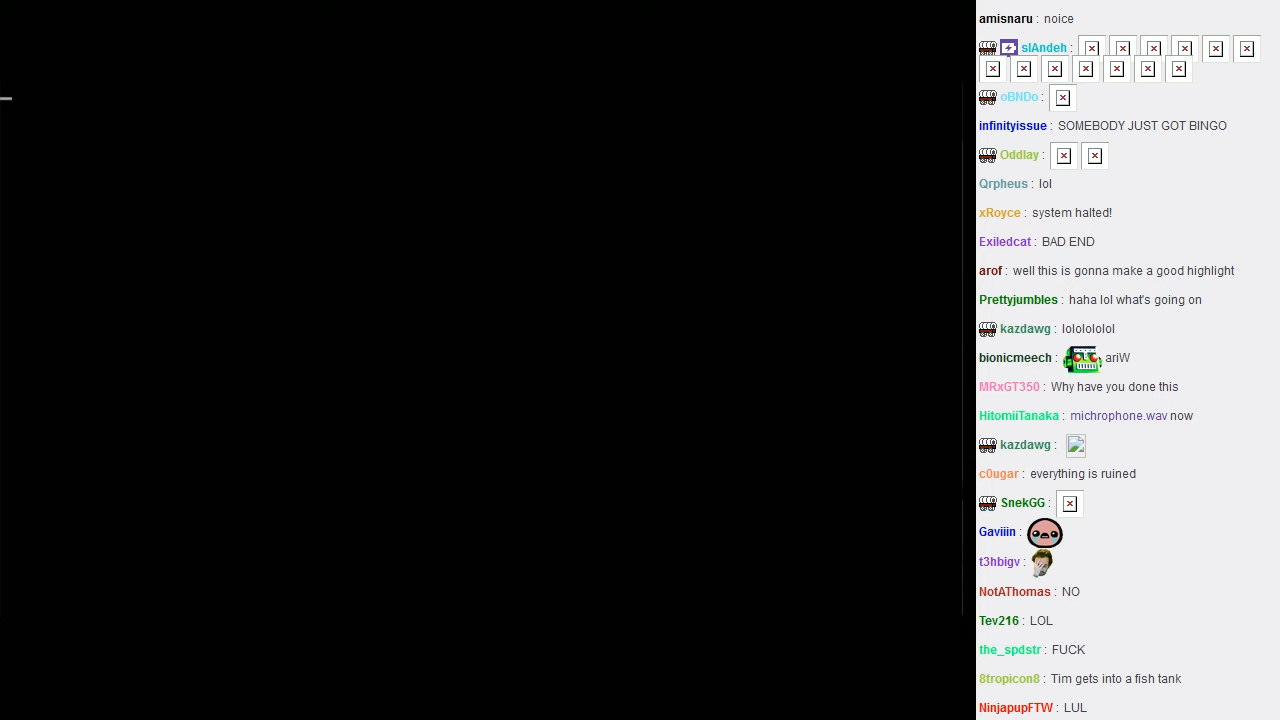 amisnaru : noice
slAndeh :
oBNDo :
infinityissue : SOMEBODY JUST GOT BINGO
Oddlay :
Qrpheus : lol
xRoyce : system halted!
Exiledcat : BAD END
arof : well this is gonna make a good highlight
Prettyjumbles : haha lol what's going on
kazdawg : lolololololol
bionicmeech : ariW
MRxGT350 : Why have you done this
HitomiiTanaka : michrophone.wav now
kazdawg :
c0ugar : everything is ruined
SnekGG :
Gaviiin :
t3hbigv :
NotAThomas : NO
Tev216 : LOL
the_spdstr : FUCK
8tropicon8 : Tim gets into a fish tank
NinjapupFTW : LUL